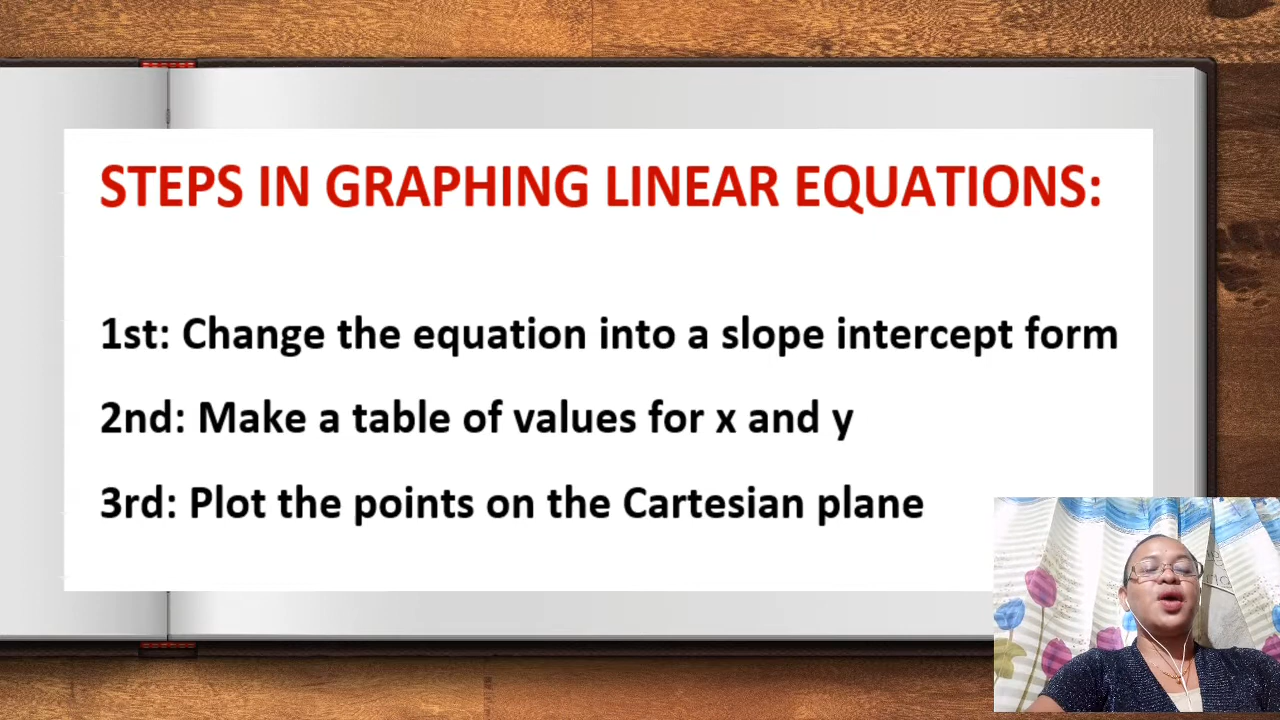 STEPS IN GRAPHING LINEAR EQUATIONS:
1st: Change the equation into a slope intercept form
2nd: Make a table of values for x and y
3rd: Plot the points on the Cartesian plane